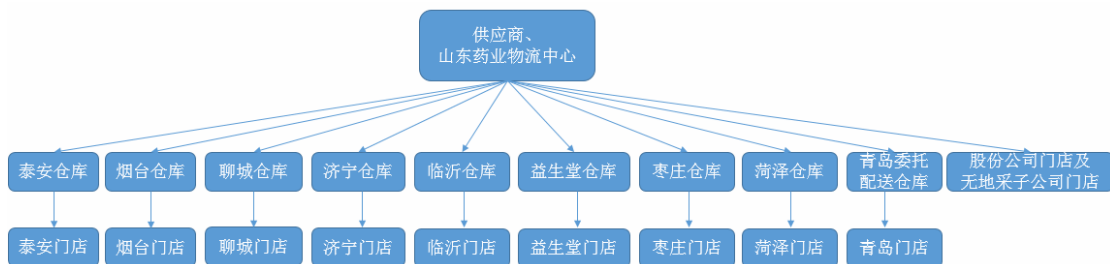 供应商、
山东药业物流中心
泰安仓库
烟台仓库
聊城仓库
济宁仓库
临沂仓库
益生堂仓库
枣庄仓库
菏泽仓库
青岛委托
配送仓库
股份公司门店及
无地采子公司门店
泰安门店
烟台门店
聊城门店
济宁门店
临沂门店
益生堂门店
枣庄门店
菏泽门店
青岛门店